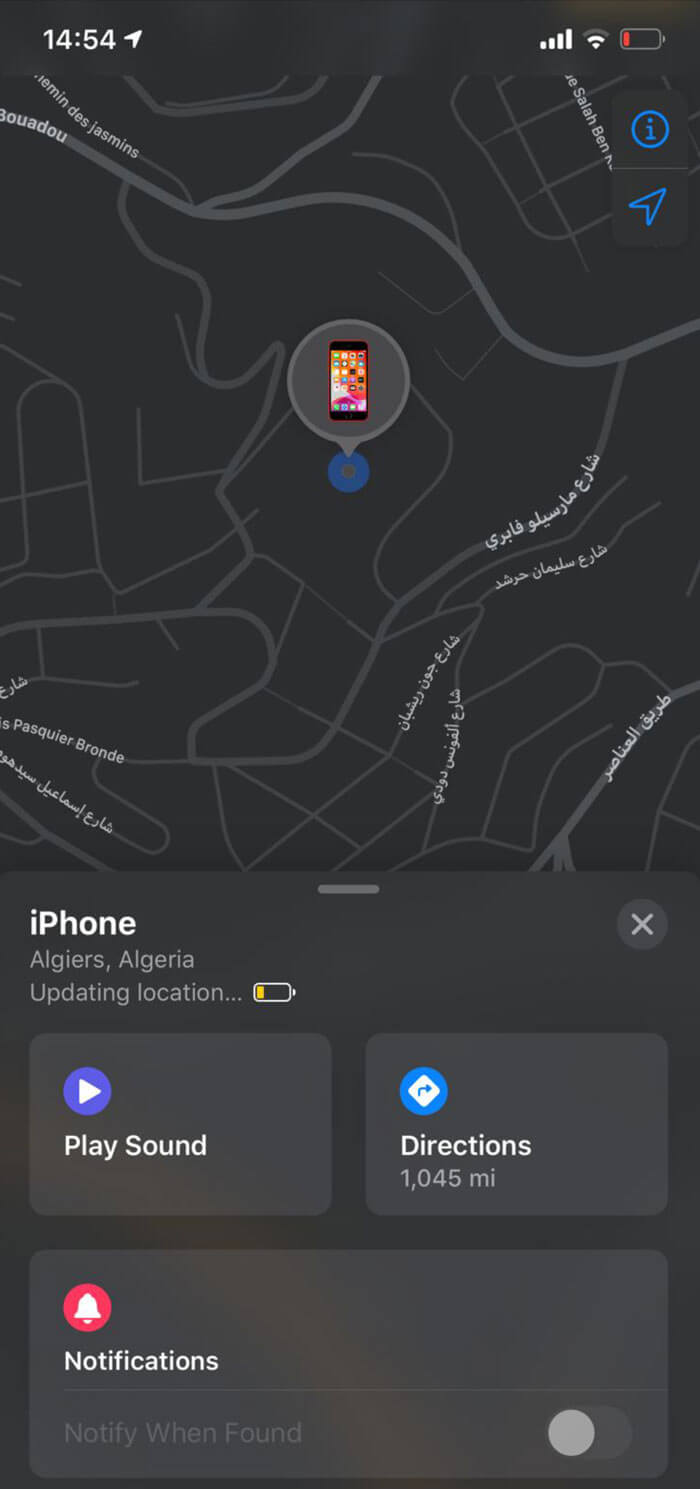 14:54
hemin des jasmins
Bouadou
ue Salah Ben
شارع مارسيلو فابري
شارع سليمان حرشد
شارع جون ريشبان
شارع ألفونس دودي
طريق العناصر
شارع
is Pasquier Bronde
شارع إسماعيل سيدهو
iPhone
Algiers, Algeria
Updating location...
Play Sound
Directions
1,045 mi
Notifications
Notify When Found